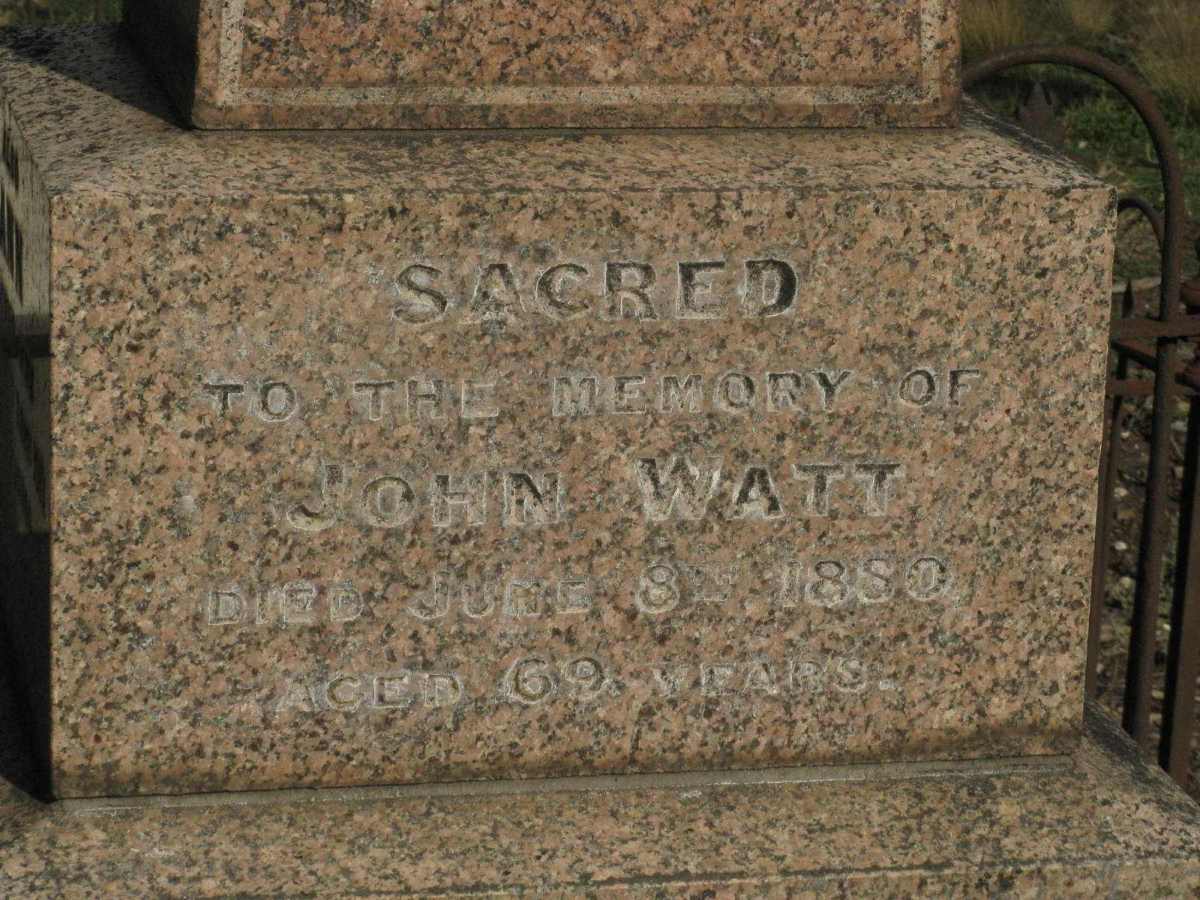 SACRED
TO THE MEMORY OF
JOHN WATT
DIED JUNE 8TH 1880,
AGED 69 YEARS.